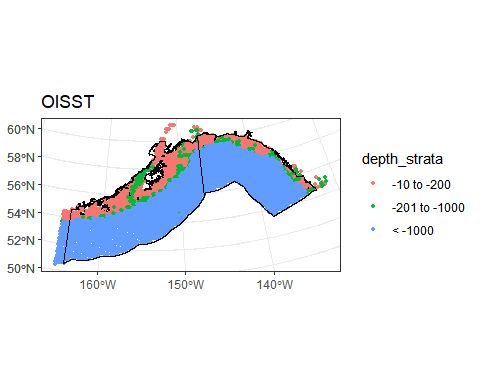 OISST
60°N
58°N
56°N
54°N
52°N
50°N
160°W
150°W
140°W
depth_strata
-10 to -200
-201 to -1000
< -1000